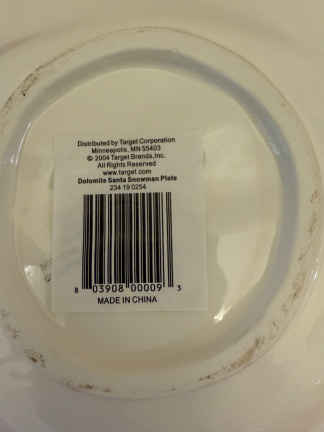 Distributed by Target Corporation
Minneapolis, MN 55403
© 2004 Target Brands, Inc.
All Rights Reserved
www.target.com
Dolomite Santa Snowman Plate
234 19 0254
8 03908 00009 3
MADE IN CHINA